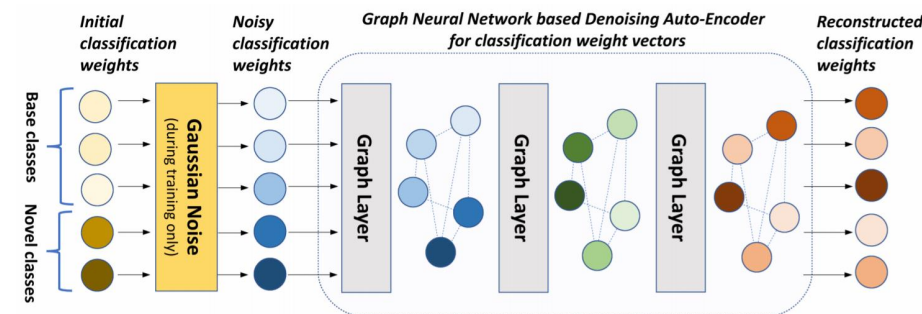 Initial
classification
weights
Noisy
classification
weights
Graph Neural Network based Denoising Auto-Encoder
for classification weight vectors
Reconstructed
classification
weights
Base classes
Novel classes
Gaussian Noise
(during training only)
Graph Layer
Graph Layer
Graph Layer